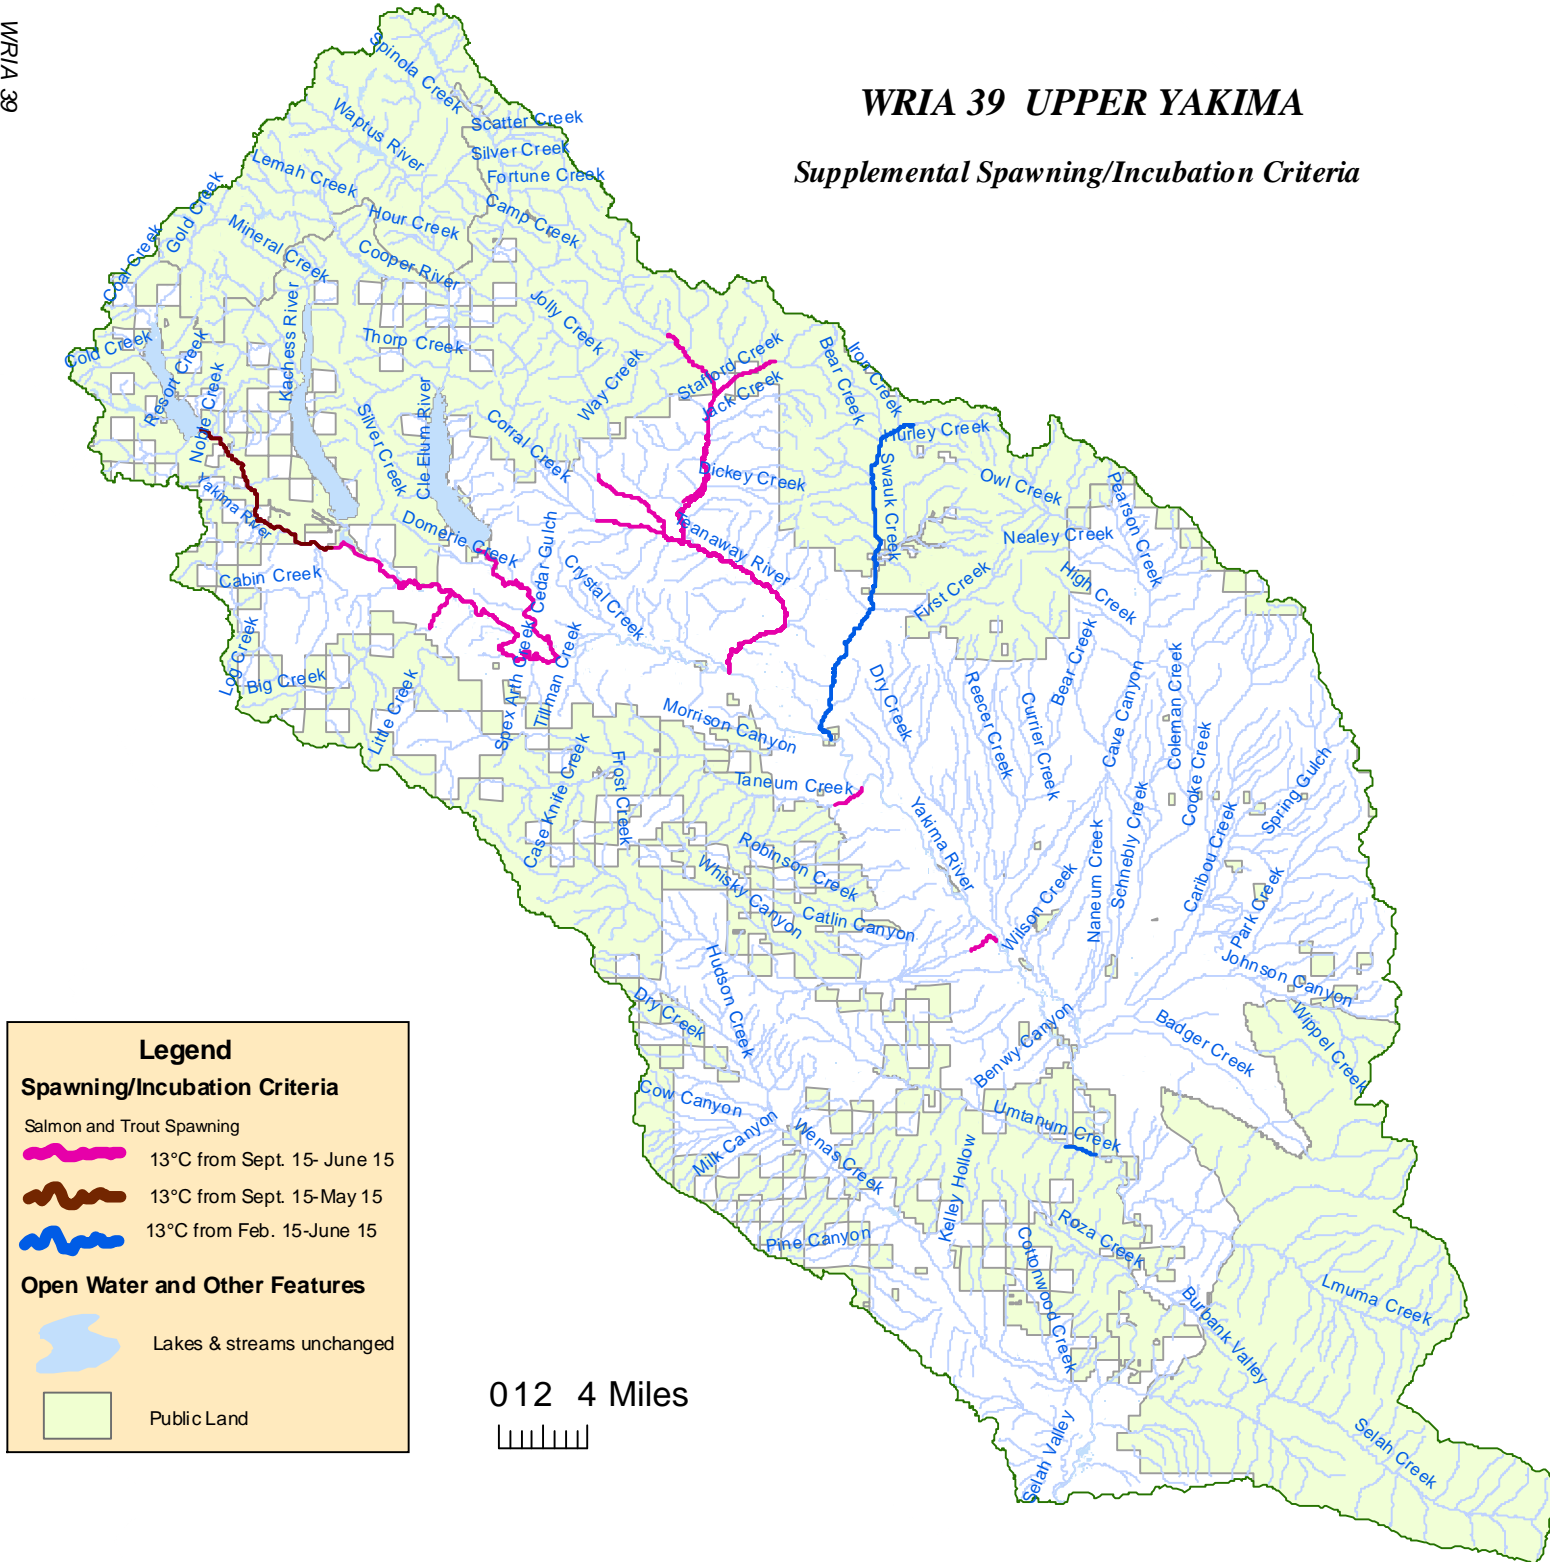 WRIA 39
WRIA 39 UPPER YAKIMA
Supplemental Spawning/Incubation Criteria
Spinola Creek
Scatter Creek
Waptus River
Silver Creek
Lemah Creek
Fortune Creek
Gold Creek
Hour Creek
Camp Creek
Coal Creek
Mineral Creek
Cooper River
Jolly Creek
Kachess River
Cold Creek
Resort Creek
Thorp Creek
Way Creek
Stafford Creek
Jack Creek
Bear Creek
Iron Creek
Noble Creek
Silver Creek
Cle Elum River
Corral Creek
Hurley Creek
Dickey Creek
Swauk Creek
Owl Creek
Pearson Creek
Yakima River
Domerie Creek
Cedar Gulch
Teanaway River
Nealey Creek
Cabin Creek
Crystal Creek
First Creek
High Creek
Log Creek
Big Creek
Little Creek
Spex Arth Creek
Tillman Creek
Morrison Canyon
Dry Creek
Reecer Creek
Currier Creek
Bear Creek
Cave Canyon
Coleman Creek
Cooke Creek
Case Knife Creek
Frost Creek
Taneum Creek
Yakima River
Naneum Creek
Schnebly Creek
Caribou Creek
Spring Gulch
Robinson Creek
Whisky Canyon
Catlin Canyon
Wilson Creek
Park Creek
Johnson Canyon
Hudson Creek
Dry Creek
Benwy Canyon
Badger Creek
Wippel Creek
Cow Canyon
Milk Canyon
Wenas Creek
Umtanum Creek
Kelley Hollow
Pine Canyon
Cottonwood Creek
Roza Creek
Burbank Valley
Lmuma Creek
Selah Valley
Selah Creek
Legend
Spawning/Incubation Criteria
Salmon and Trout Spawning
13°C from Sept. 15- June 15
13°C from Sept. 15-May 15
13°C from Feb. 15-June 15
Open Water and Other Features
Lakes & streams unchanged
Public Land
012 4 Miles